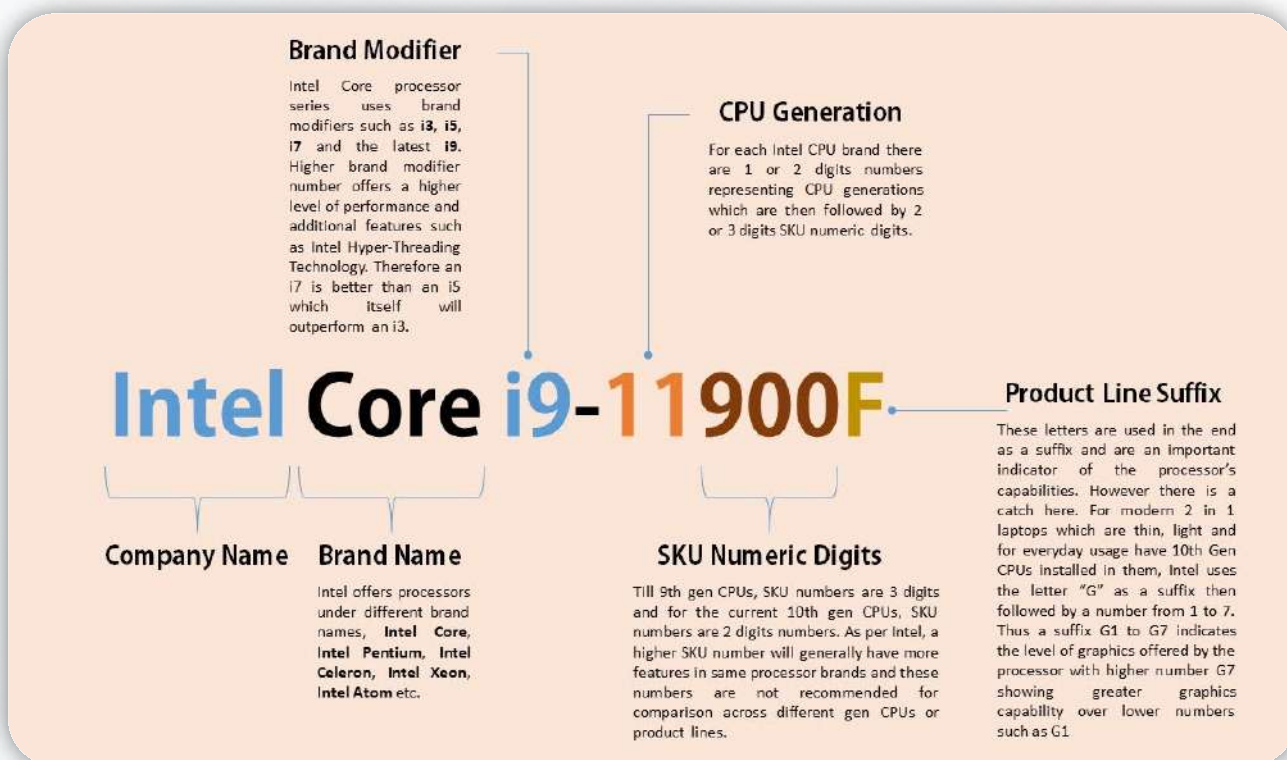 Brand Modifier
Intel Core processor
series uses brand
modifiers such as i3, i5,
i7 and the latest i9.
Higher brand modifier
number offers a higher
level of performance and
additional features such
as Intel Hyper-Threading
Technology. Therefore an
i7 is better than an i5
which itself will
outperform an i3.
CPU Generation
For each Intel CPU brand there
are 1 or 2 digits numbers
representing CPU generations
which are then followed by 2
or 3 digits SKU numeric digits.
Intel Core i9-11900F
Company Name
Brand Name
Intel offers processors
under different brand
names, Intel Core,
Intel Pentium, Intel
Celeron, Intel Xeon,
Intel Atom etc.
SKU Numeric Digits
Till 9th gen CPUs, SKU numbers are 3 digits
and for the current 10th gen CPUs, SKU
numbers are 2 digits numbers. As per Intel, a
higher SKU number will generally have more
features in same processor brands and these
numbers are not recommended for
comparison across different gen CPUs or
product lines.
Product Line Suffix
These letters are used in the end
as a suffix and are an important
indicator of the processor's
capabilities. However there is a
catch here. For modern 2 in 1
laptops which are thin, light and
for everyday usage have 10th Gen
CPUs installed in them, Intel uses
the letter "G" as a suffix then
followed by a number from 1 to 7.
Thus a suffix G1 to G7 indicates
the level of graphics offered by the
processor with higher number G7
showing greater graphics
capability over lower numbers
such as G1